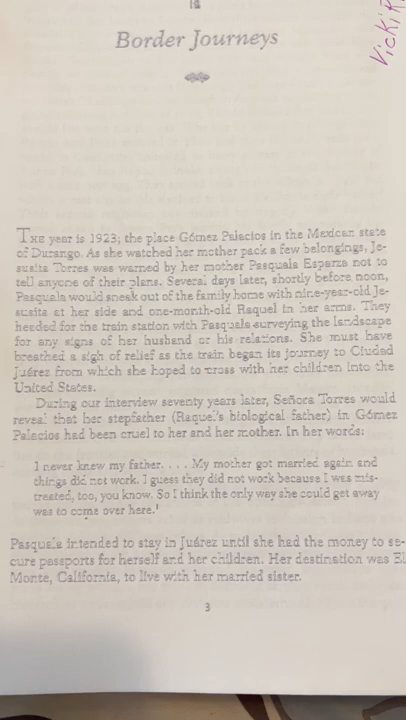 Border Journeys
THE year is 1923; the place Gómez Palacios in the Mexican state
of Durango. As she watched her mother pack a few belongings, Je-
susita Torres was warned by her mother Pasquala Esparza not to
tell anyone of their plans. Several days later, shortly before noon,
Pasquala would sneak out of the family home with nine-year-old Je-
susita at her side and one-month-old Raquel in her arms. They
headed for the train station with Pasquala surveying the landscape
for any signs of her husband or his relations. She must have
breathed a sigh of relief as the train began its journey to Ciudad
Juárez from which she hoped to cross with her children into the
United States.
During our interview seventy years later, Señora Torres would
reveal that her stepfather (Raquel's biological father) in Gómez
Palacios had been cruel to her and her mother. In her words:
I never knew my father. . . . My mother got married again and
things did not work. I guess they did not work because I was mis-
treated, too, you know. So I think the only way she could get away
was to come over here.¹
Pasquala intended to stay in Juárez until she had the money to se-
cure passports for herself and her children. Her destination was El
Monte, California, to live with her married sister.
3